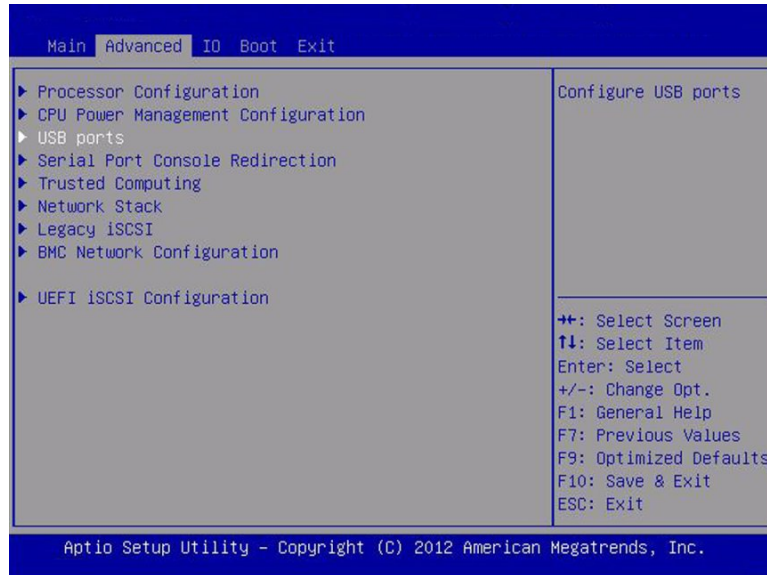 Main Advanced IO Boot Exit
Processor Configuration
CPU Power Management Configuration
USB ports
Serial Port Console Redirection
Trusted Computing
Network Stack
Legacy iSCSI
BMC Network Configuration
UEFI iSCSI Configuration
Configure USB ports
→←: Select Screen
↑↓: Select Item
Enter: Select
+/-: Change Opt.
F1: General Help
F7: Previous Values
F9: Optimized Defaults
F10: Save & Exit
ESC: Exit
Aptio Setup Utility – Copyright (C) 2012 American Megatrends, Inc.